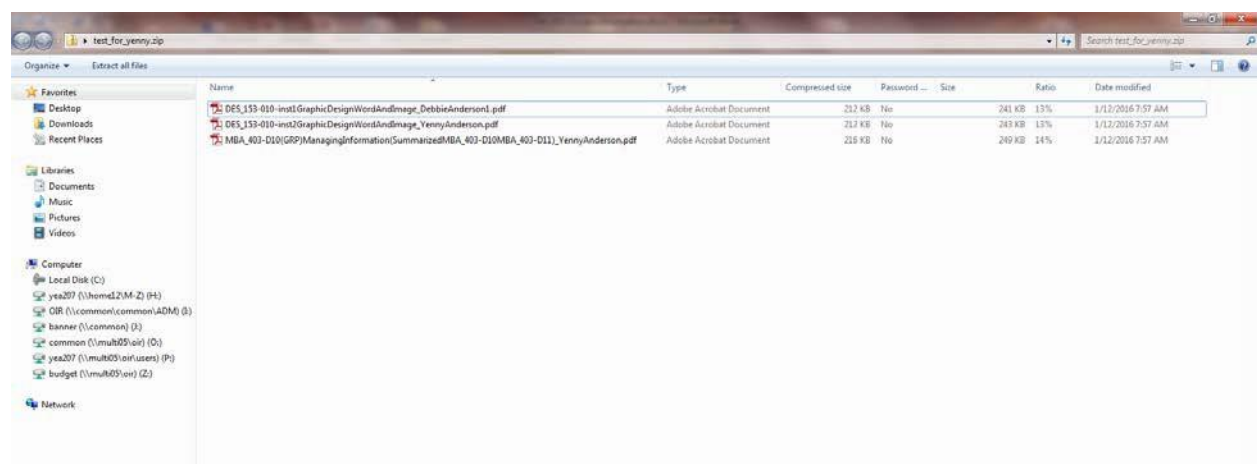 test_for_yenny.zip
Search test_for_yenny.zip
Organize Extract all files
Name Type Compressed size Password ... Size Ratio Date modified
DES_153-010-inst1GraphicDesignWordAndImage_DebbieAnderson1.pdf Adobe Acrobat Document 212 KB No 241 KB 13% 1/12/2016 7:57 AM
DES_153-010-inst2GraphicDesignWordAndImage_YennyAnderson.pdf Adobe Acrobat Document 212 KB No 243 KB 13% 1/12/2016 7:57 AM
MBA_403-D10(GRP)ManagingInformation(SummarizedMBA_403-D10MBA_403-D11)_YennyAnderson.pdf Adobe Acrobat Document 216 KB No 249 KB 14% 1/12/2016 7:57 AM
Favorites
Desktop
Downloads
Recent Places
Libraries
Documents
Music
Pictures
Videos
Computer
Local Disk (C:)
yea207 (\\home12\M-Z) (H:)
OIR (\\common\common\ADM) (I:)
banner (\\common) (J:)
common (\\multi05\oir) (O:)
yea207 (\\multi05\oir\users) (P:)
budget (\\multi05\oir) (Z:)
Network